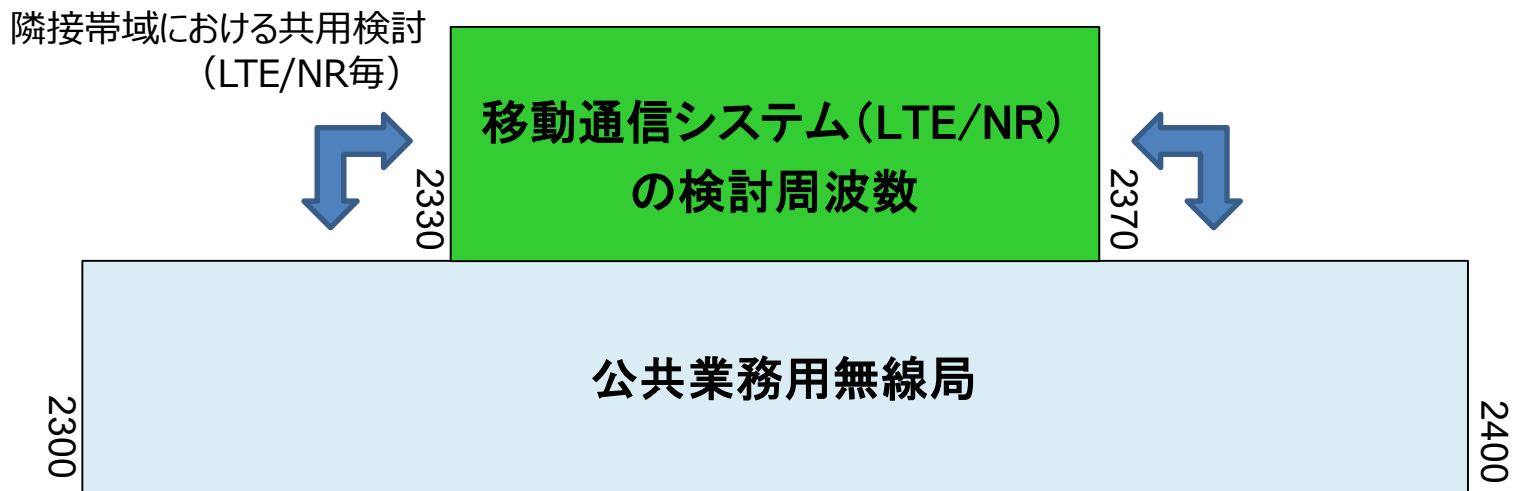 隣接帯域における共用検討
（LTE/NR毎）
移動通信システム（LTE/NR）
の検討周波数
2330
2370
公共業務用無線局
2300
2400